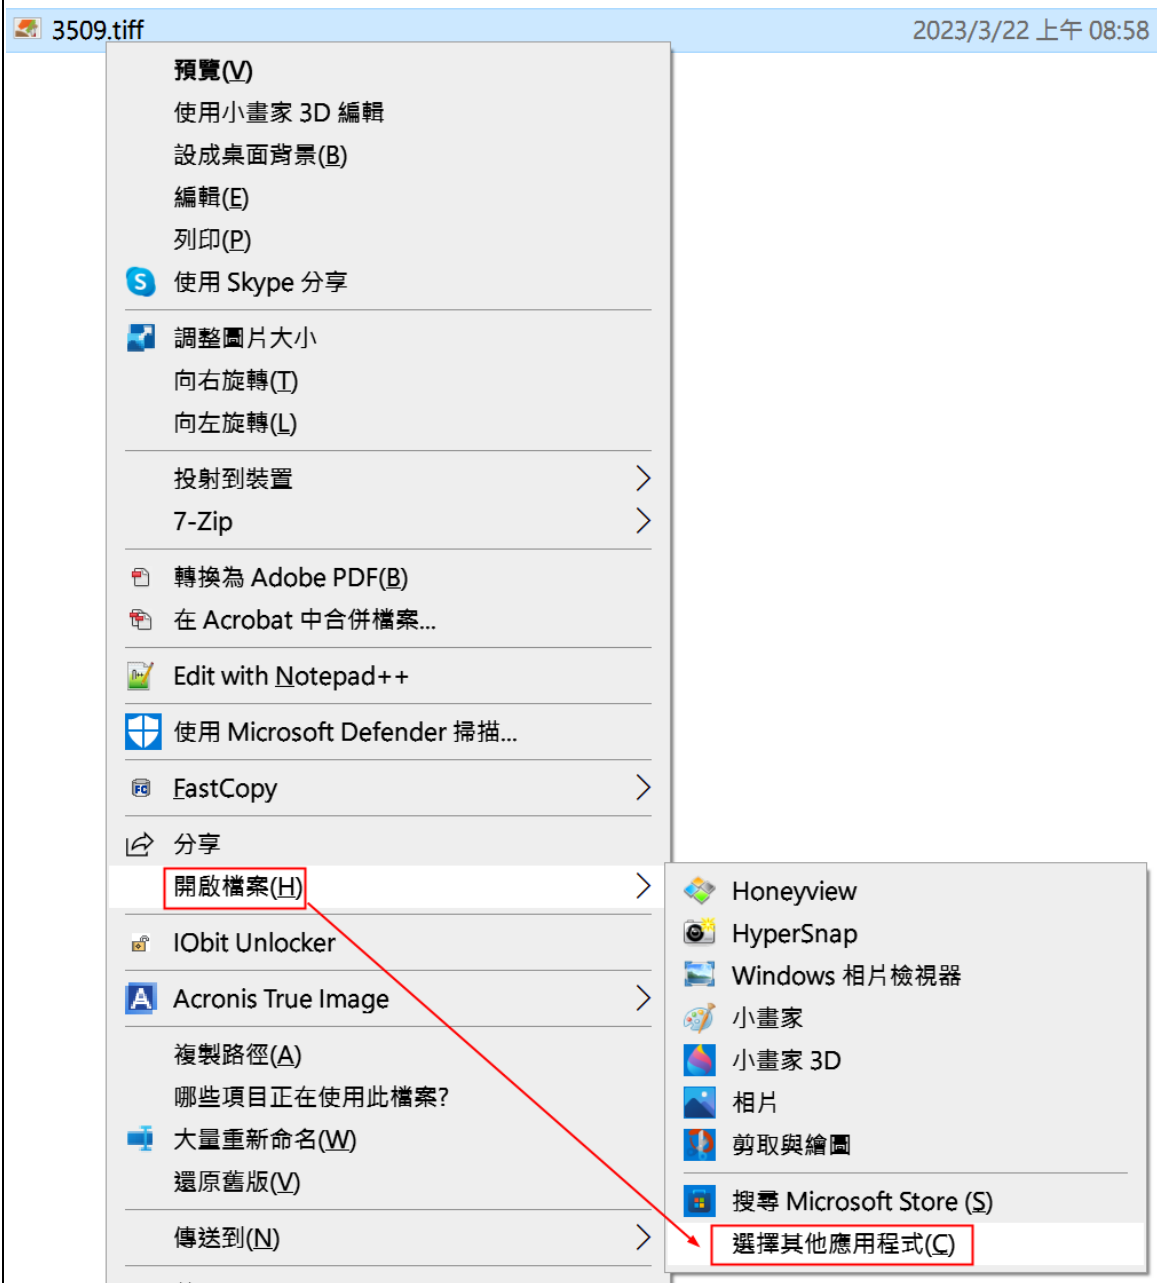 3509.tiff 2023/3/22 上午 08:58
預覽(V)
使用小畫家 3D 編輯
設成桌面背景(B)
編輯(E)
列印(P)
使用 Skype 分享
調整圖片大小
向右旋轉(T)
向左旋轉(L)
投射到裝置
7-Zip
轉換為 Adobe PDF(B)
在 Acrobat 中合併檔案...
Edit with Notepad++
使用 Microsoft Defender 掃描...
FastCopy
分享
開啟檔案(H)
IObit Unlocker
Acronis True Image
複製路徑(A)
哪些項目正在使用此檔案?
大量重新命名(W)
還原舊版(V)
傳送到(N)
Honeyview
HyperSnap
Windows 相片檢視器
小畫家
小畫家 3D
相片
剪取與繪圖
搜尋 Microsoft Store (S)
選擇其他應用程式(C)